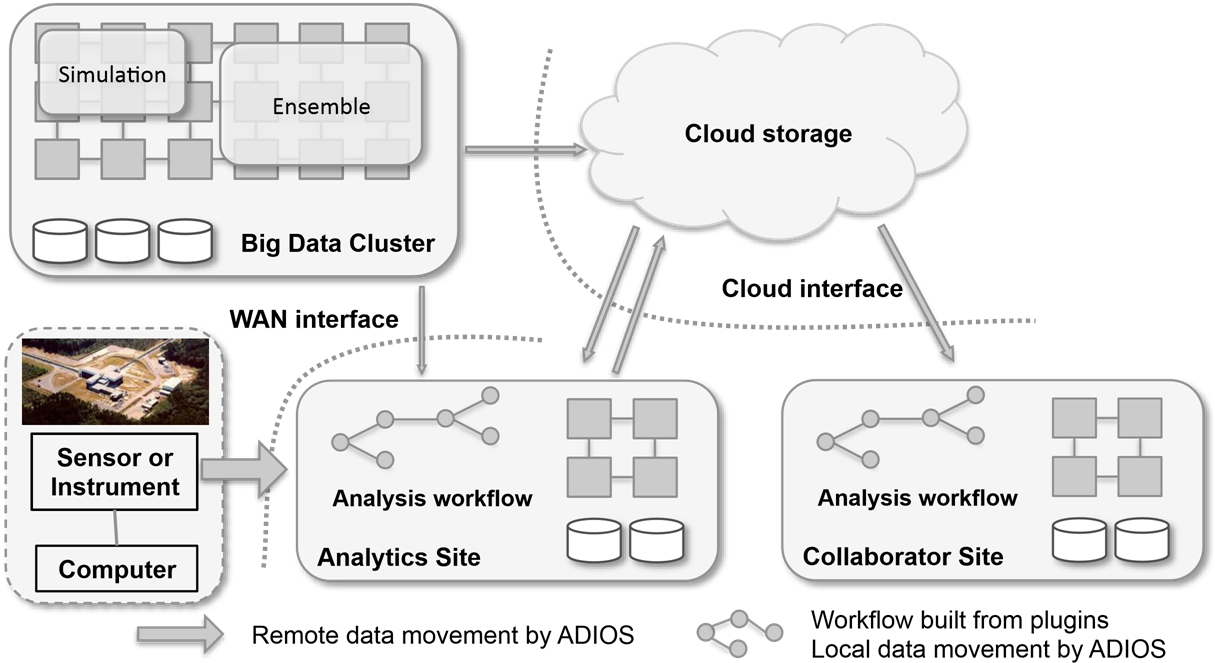 Simulation
Ensemble
Big Data Cluster
Cloud storage
WAN interface
Cloud interface
Sensor or
Instrument
Computer
Analysis workflow
Analytics Site
Analysis workflow
Collaborator Site
Remote data movement by ADIOS
Workflow built from plugins
Local data movement by ADIOS